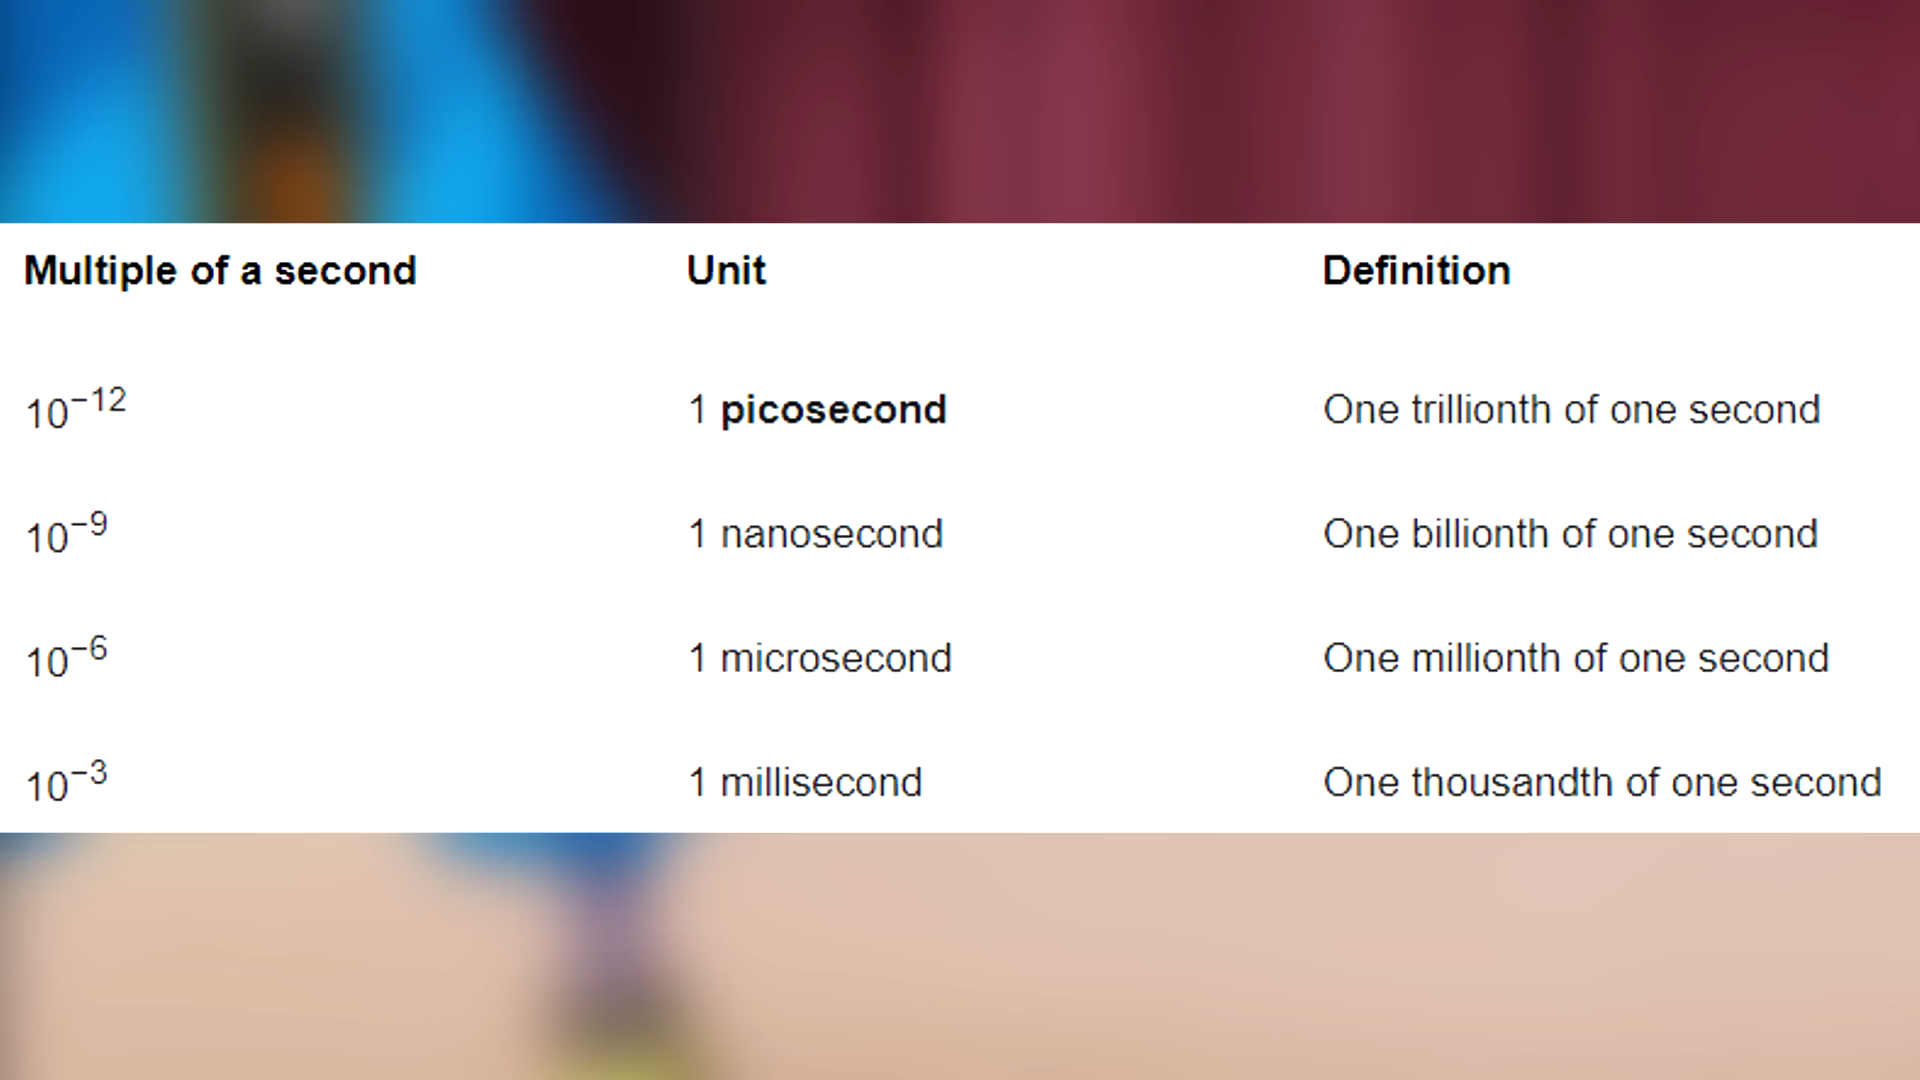 Multiple of a second Unit Definition
10⁻¹² 1 picosecond One trillionth of one second
10⁻⁹ 1 nanosecond One billionth of one second
10⁻⁶ 1 microsecond One millionth of one second
10⁻³ 1 millisecond One thousandth of one second